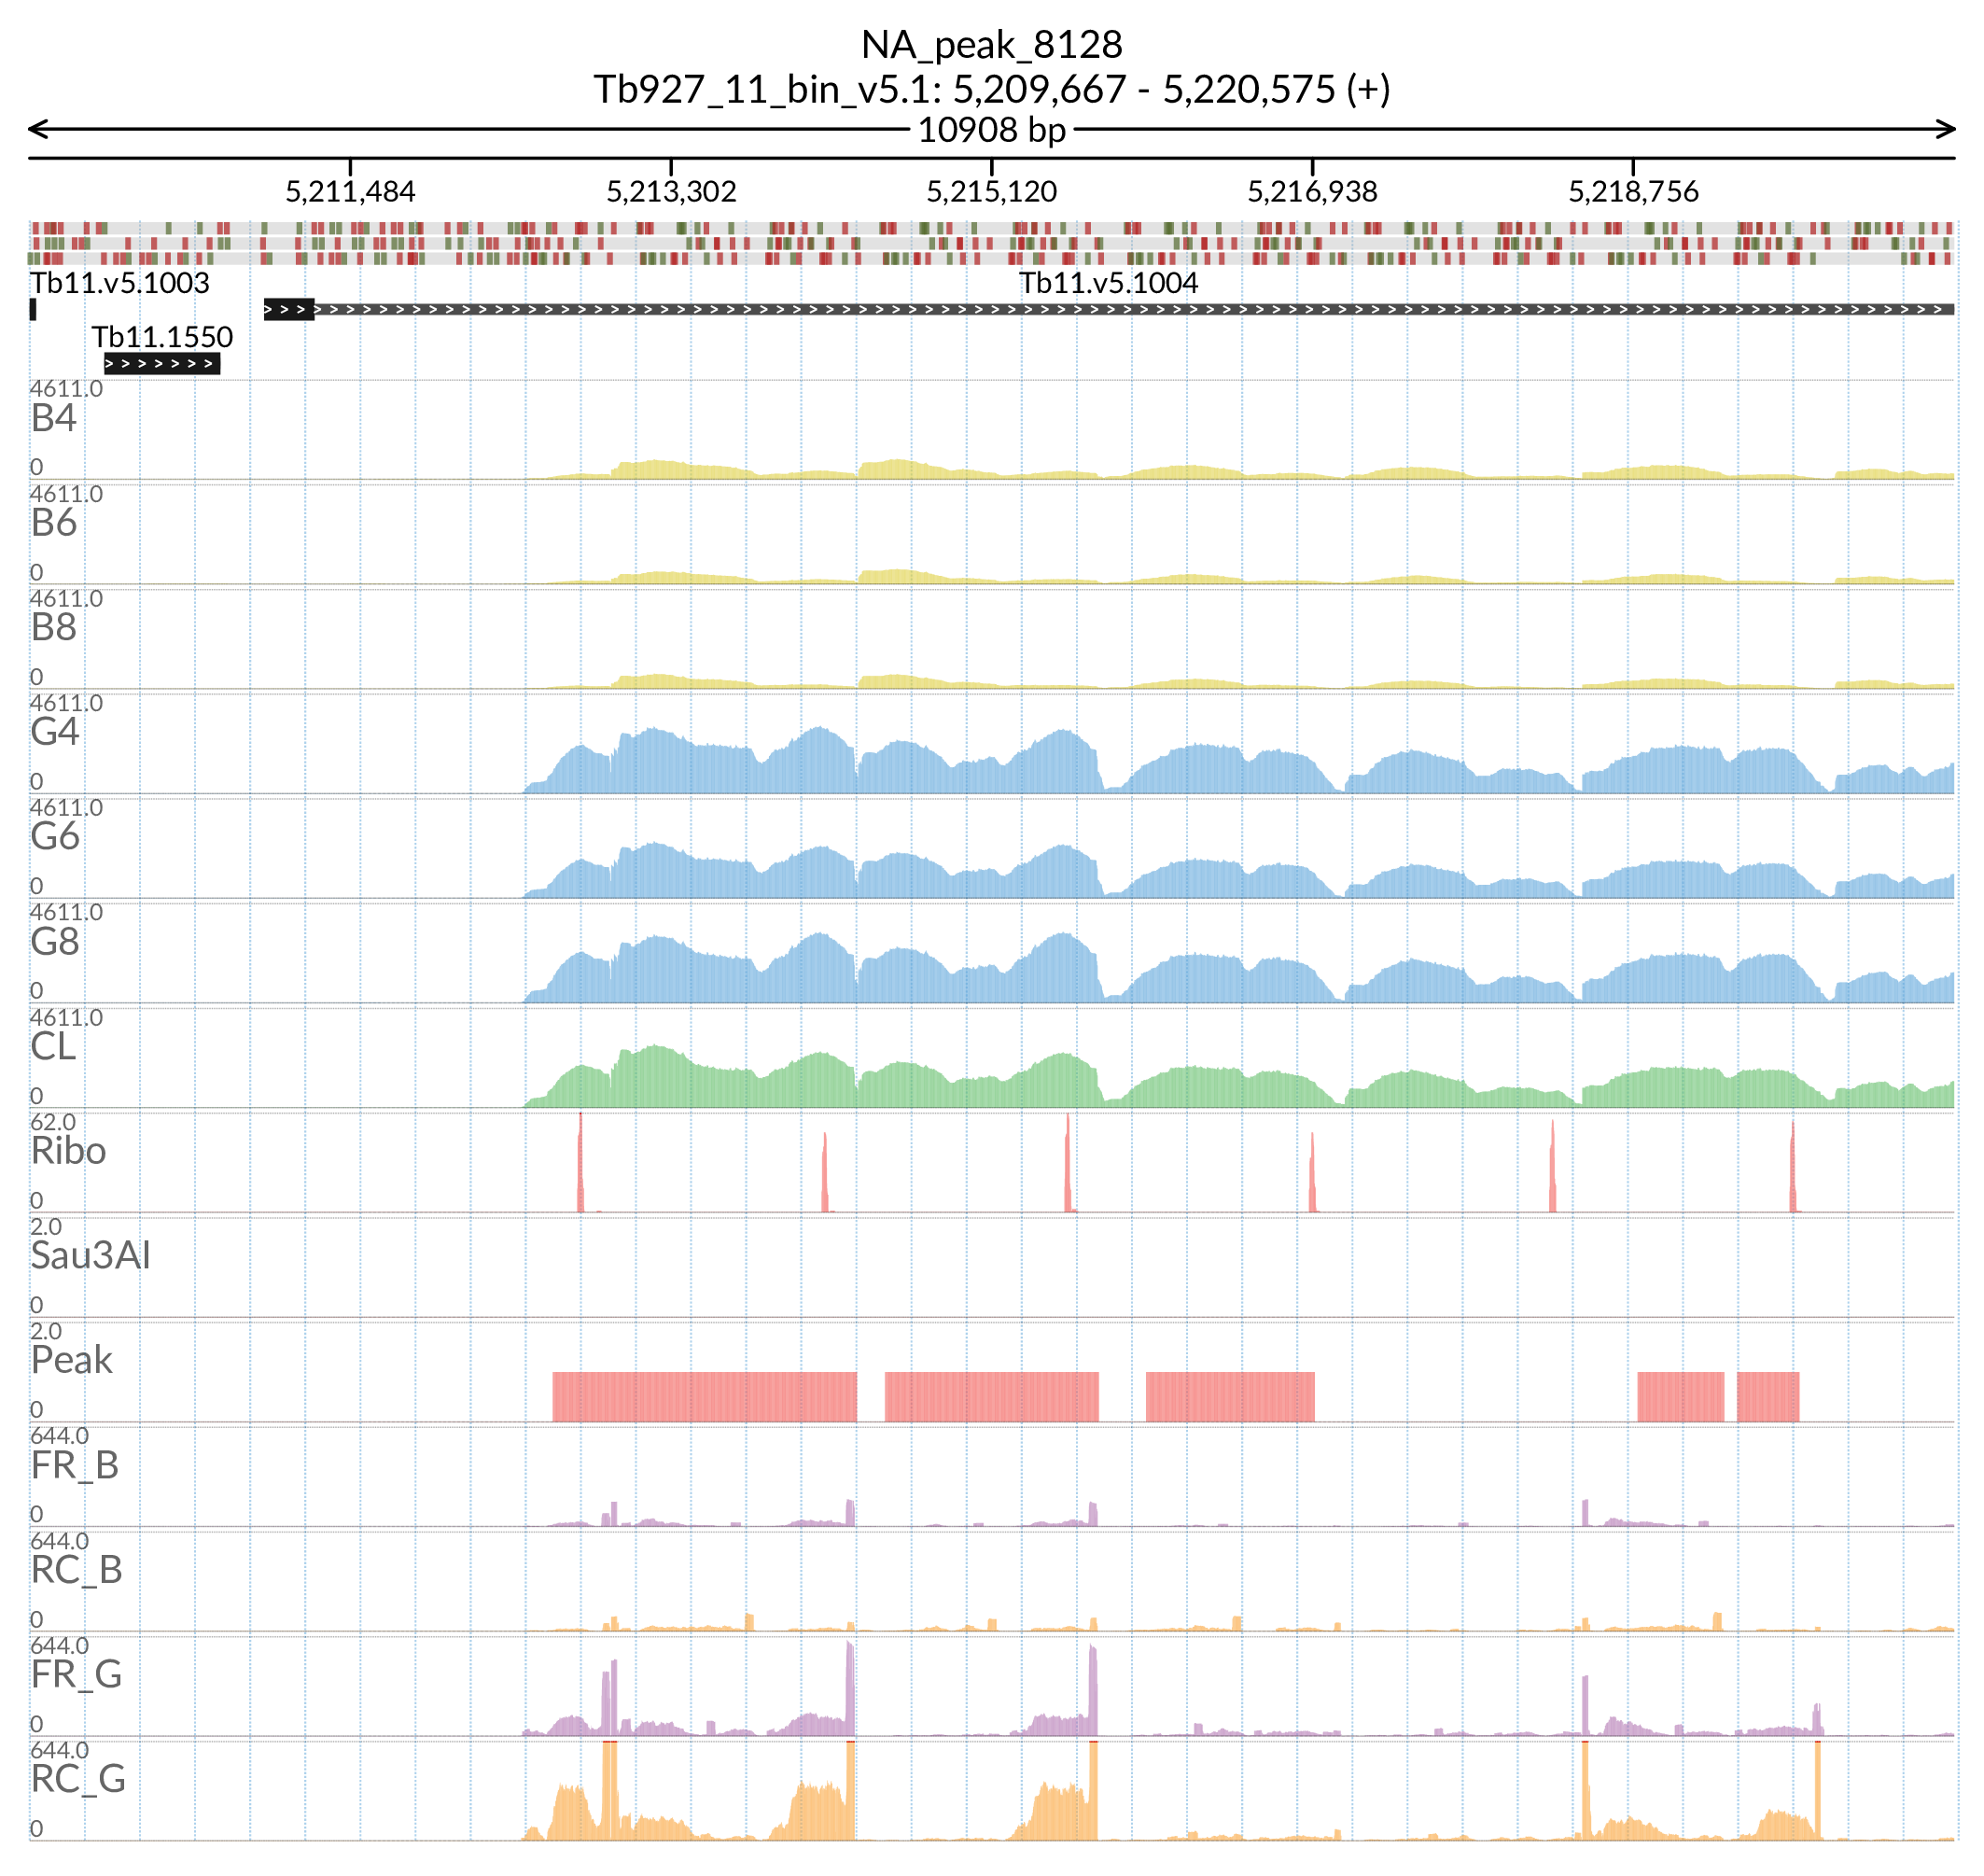 NA_peak_8128
Tb927_11_bin_v5.1: 5,209,667 - 5,220,575 (+)
10908 bp
5,211,484 5,213,302 5,215,120 5,216,938 5,218,756
Tb11.v5.1003 Tb11.v5.1004
Tb11.1550
4611.0
B4
0
4611.0
B6
0
4611.0
B8
0
4611.0
G4
0
4611.0
G6
0
4611.0
G8
0
4611.0
CL
0
62.0
Ribo
0
2.0
Sau3AI
0
2.0
Peak
0
644.0
FR_B
0
644.0
RC_B
0
644.0
FR_G
0
644.0
RC_G
0